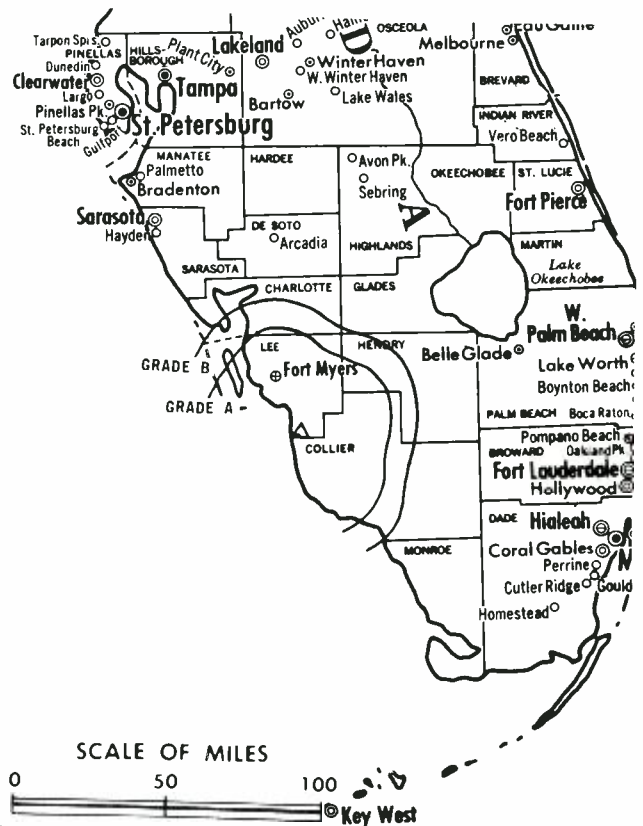 OSCEOLA
Tarpon Spis
PINELLAS
HILLS-
BOROUGH
Plant City
Lakeland
Melbourne
Dunedin
Clearwater
Tampa
Winter Haven
W. Winter Haven
BREVARD
Largo
Bartow
Lake Wales
Pinellas Pk.
St. Petersburg
INDIAN RIVER
St. Petersburg
Beach
Gulfport
Vero Beach
MANATEE
HARDEE
Avon Pk.
OKEECHOBEE
ST. LUCIE
Palmetto
Bradenton
Sebring
Fort Pierce
A
Sarasota
Hayden
DE SOTO
Arcadia
HIGHLANDS
MARTIN
SARASOTA
Lake
Okeechobee
CHARLOTTE
GLADES
W.
Palm Beach
LEE
HENDRY
Belle Glade
GRADE B
Fort Myers
Lake Worth
Boynton Beach
GRADE A
PALM BEACH
Boca Raton
COLLIER
Pompano Beach
BROWARD
Oakland Pk.
Fort Lauderdale
Hollywood
DADE
Hialeah
MONROE
Coral Gables
Perrine
Cutler Ridge
Gould
Homestead
SCALE OF MILES
0 50 100
Key West